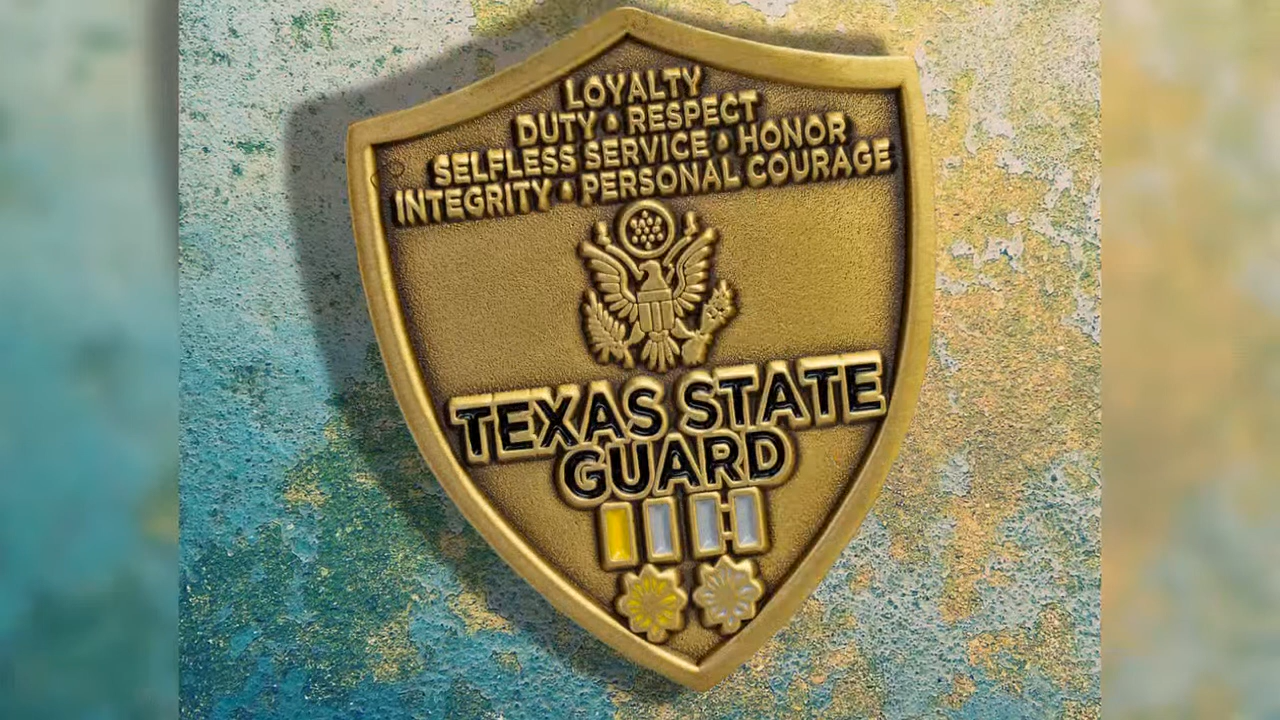 LOYALTY
DUTY • RESPECT
SELFLESS SERVICE • HONOR
INTEGRITY • PERSONAL COURAGE
TEXAS STATE
GUARD